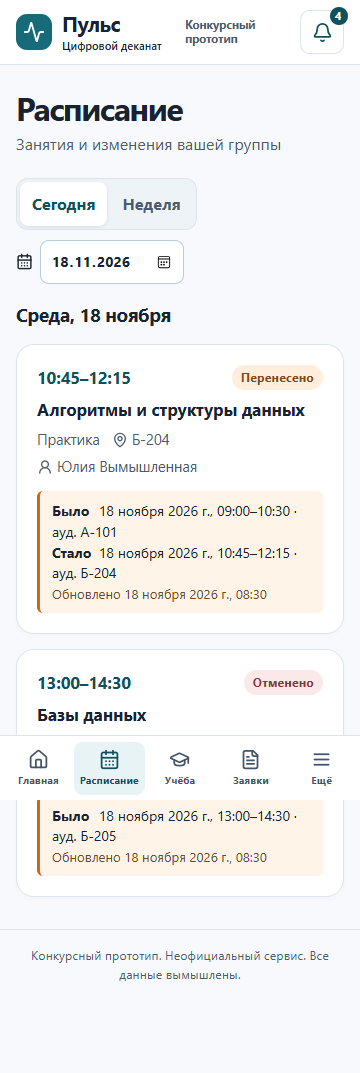 Пульс
Цифровой деканат
Конкурсный
прототип
4
Расписание
Занятия и изменения вашей группы
Сегодня
Неделя
18.11.2026
Среда, 18 ноября
10:45–12:15
Перенесено
Алгоритмы и структуры данных
Практика Б-204
Юлия Вымышленная
Было 18 ноября 2026 г., 09:00–10:30 ·
ауд. А-101
Стало 18 ноября 2026 г., 10:45–12:15 ·
ауд. Б-204
Обновлено 18 ноября 2026 г., 08:30
13:00–14:30
Отменено
Базы данных
Главная
Расписание
Учёба
Заявки
Ещё
Было 18 ноября 2026 г., 13:00–14:30 ·
ауд. Б-205
Обновлено 18 ноября 2026 г., 08:30
Конкурсный прототип. Неофициальный сервис. Все
данные вымышлены.